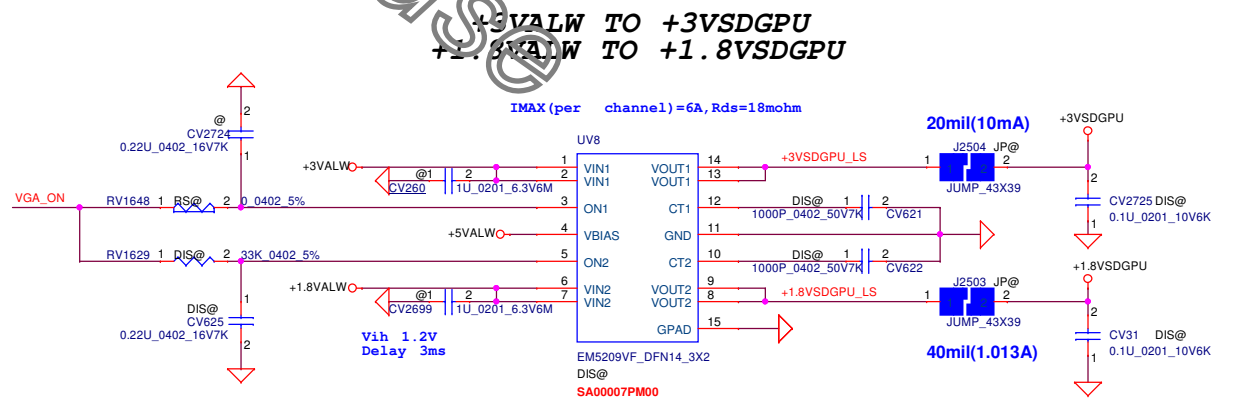 +3VALW TO +3VSDGPU
+1.8VALW TO +1.8VSDGPU
IMAX(per channel)=6A,Rds=18mohm
@
CV2724
0.22U_0402_16V7K
2
1
VGA_ON
RV1648 1 RS@ 2 0_0402_5%
RV1629 1 DIS@ 2 33K_0402_5%
DIS@
CV625
0.22U_0402_16V7K
1
2
+3VALW
@1 2
CV260 1U_0201_6.3V6M
+5VALW
+1.8VALW
@1 2
CV2699 1U_0201_6.3V6M
Vih 1.2V
Delay 3ms
UV8
1 VIN1
2 VIN1
3 ON1
4 VBIAS
5 ON2
6 VIN2
7 VIN2
VOUT1 14
VOUT1 13
CT1 12
GND 11
CT2 10
VOUT2 9
VOUT2 8
GPAD 15
EM5209VF_DFN14_3X2
DIS@
SA00007PM00
+3VSDGPU_LS
DIS@ 1 2
1000P_0402_50V7K CV621
DIS@ 1 2
1000P_0402_50V7K CV622
+1.8VSDGPU_LS
20mil(10mA)
J2504 JP@
1 1 2 2
JUMP_43X39
+3VSDGPU
2
CV2725 DIS@
0.1U_0201_10V6K
1
J2503 JP@
1 1 2 2
JUMP_43X39
40mil(1.013A)
+1.8VSDGPU
2
CV31 DIS@
0.1U_0201_10V6K
1